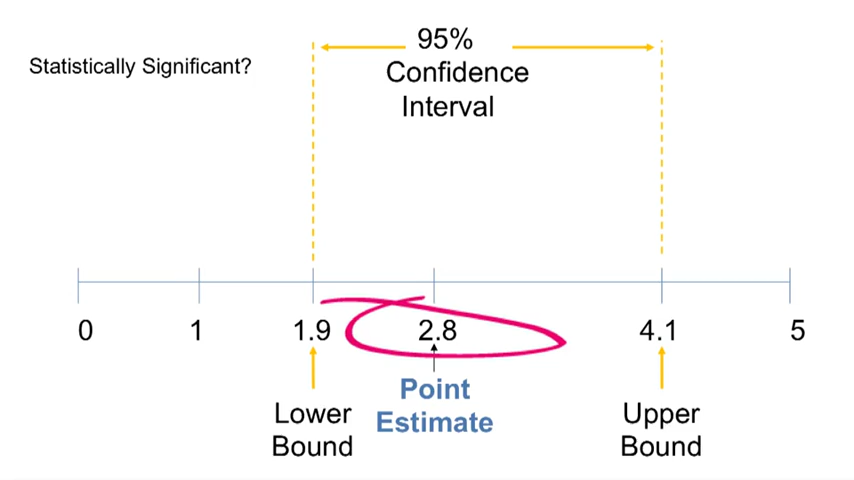 95%
Statistically Significant?
Confidence
Interval
0 1 1.9 2.8 4.1 5
Point
Estimate
Lower
Bound
Upper
Bound